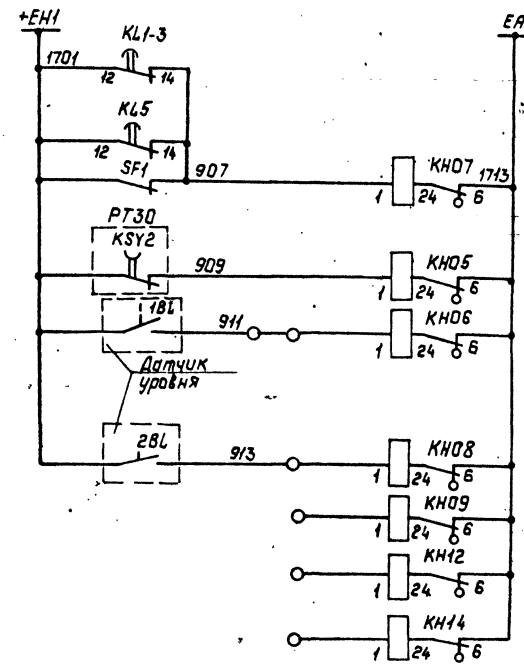 +EH1
EA
KL1-3
1701
12 14
KL5
12 14
SF1
907
KH07
1713
1 24 6
РТ30
KSY2
909
KH05
1 24 6
1BL
911
KH06
1 24 6
Датчик
уровня
2BL
913
KH08
1 24 6
KH09
1 24 6
KH12
1 24 6
KH14
1 24 6